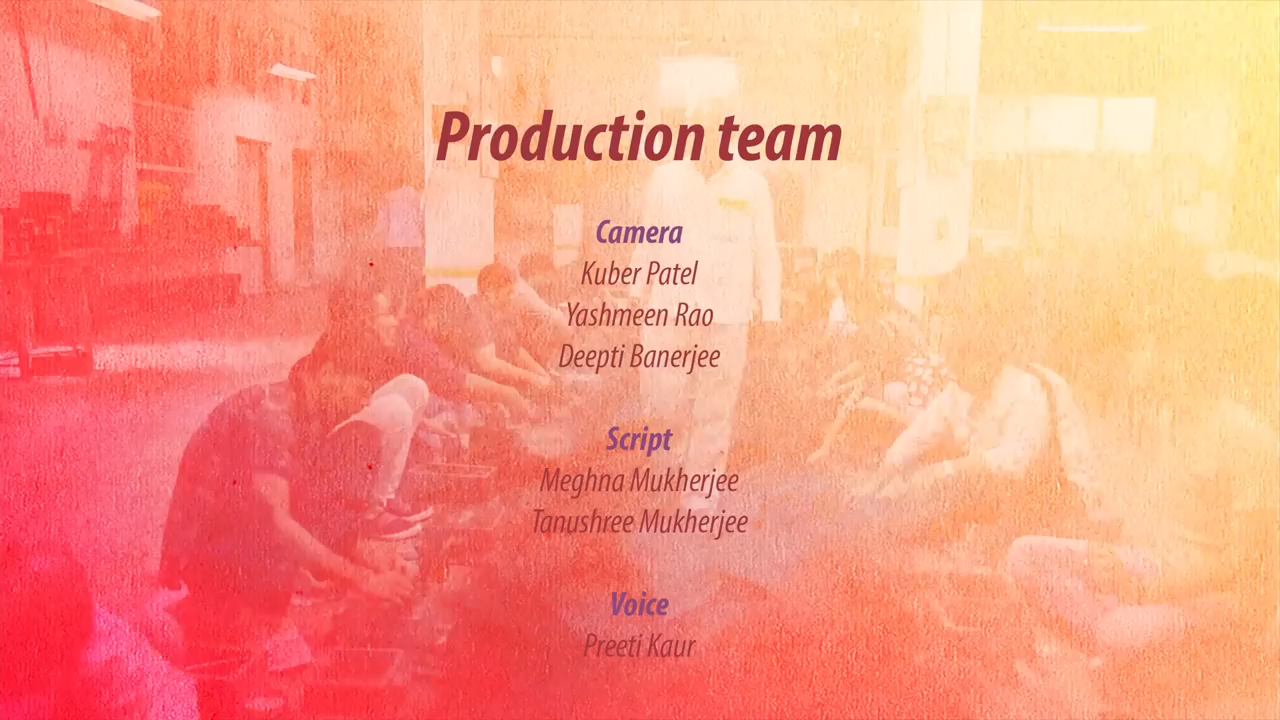 Production team
Camera
Kuber Patel
Yashmeen Rao
Deepti Banerjee
Script
Meghna Mukherjee
Tanushree Mukherjee
Voice
Preeti Kaur